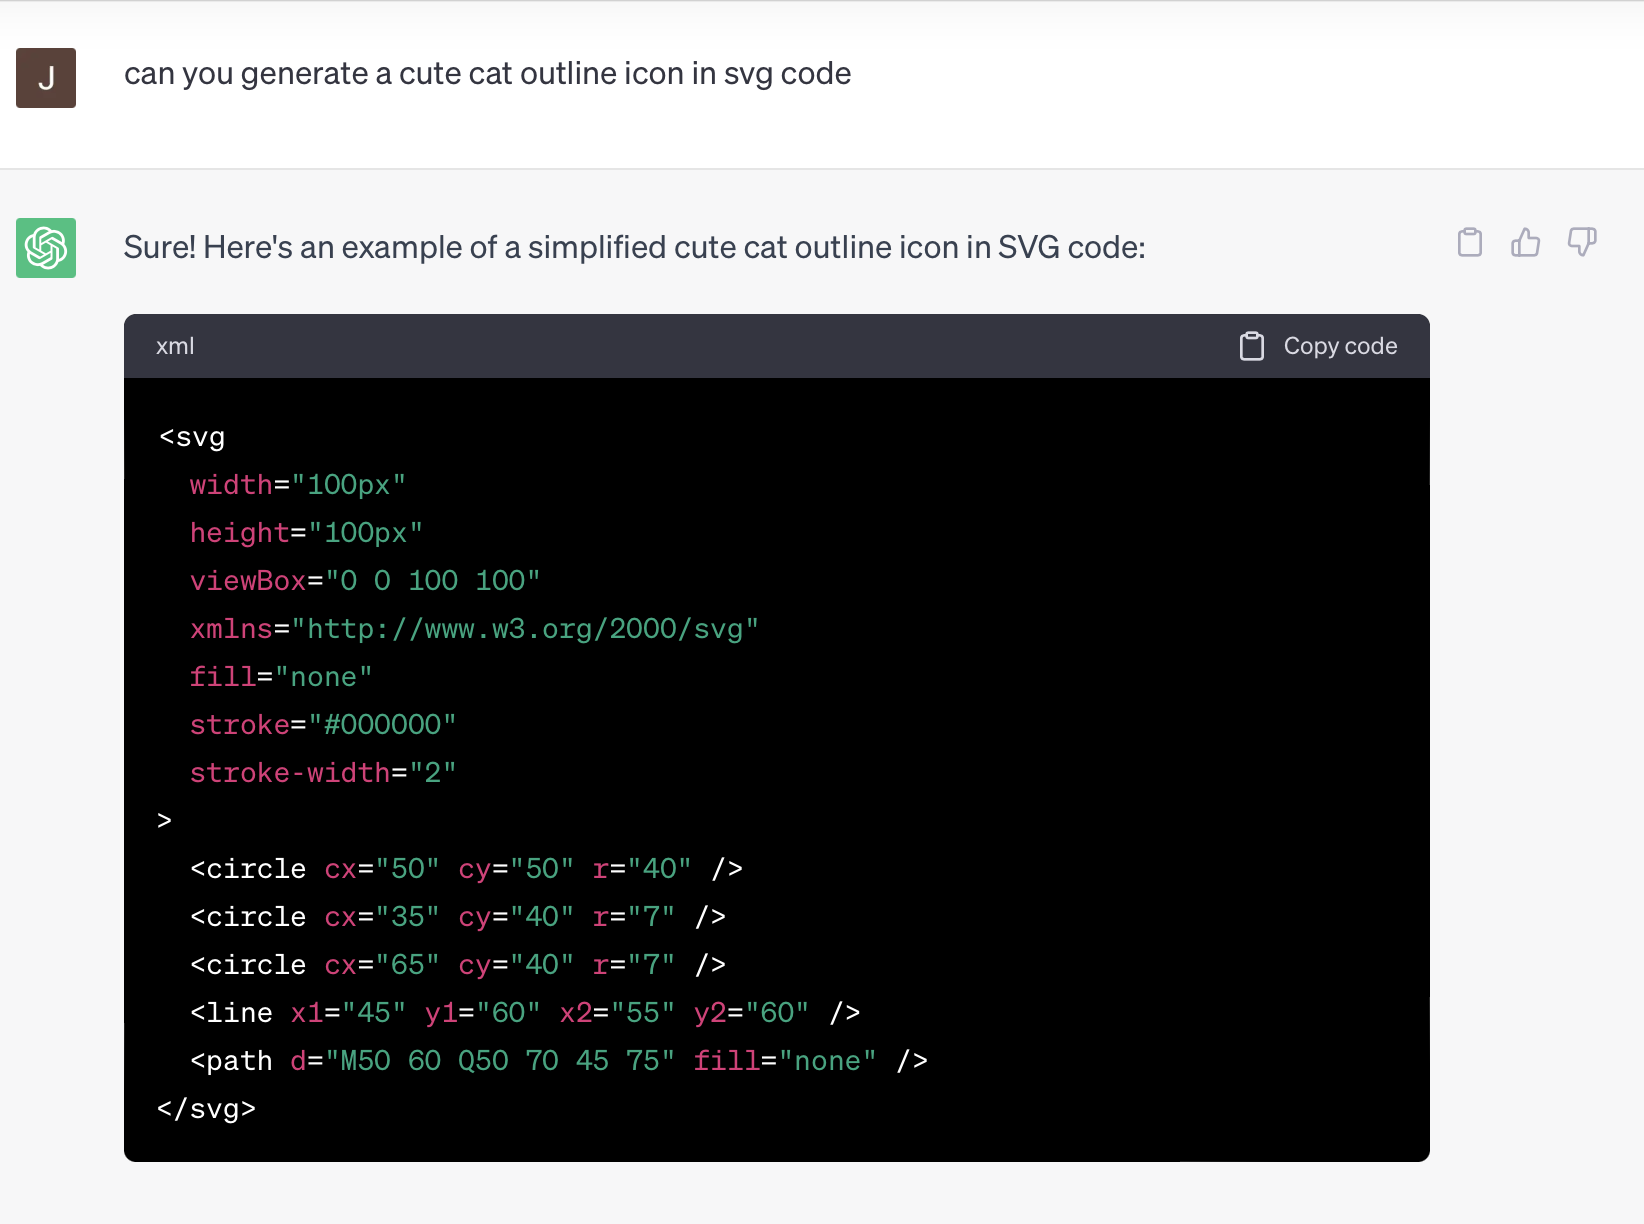 J
can you generate a cute cat outline icon in svg code
Sure! Here's an example of a simplified cute cat outline icon in SVG code:
xml
Copy code
<svg
  width="100px"
  height="100px"
  viewBox="0 0 100 100"
  xmlns="http://www.w3.org/2000/svg"
  fill="none"
  stroke="#000000"
  stroke-width="2"
>
  <circle cx="50" cy="50" r="40" />
  <circle cx="35" cy="40" r="7" />
  <circle cx="65" cy="40" r="7" />
  <line x1="45" y1="60" x2="55" y2="60" />
  <path d="M50 60 Q50 70 45 75" fill="none" />
</svg>